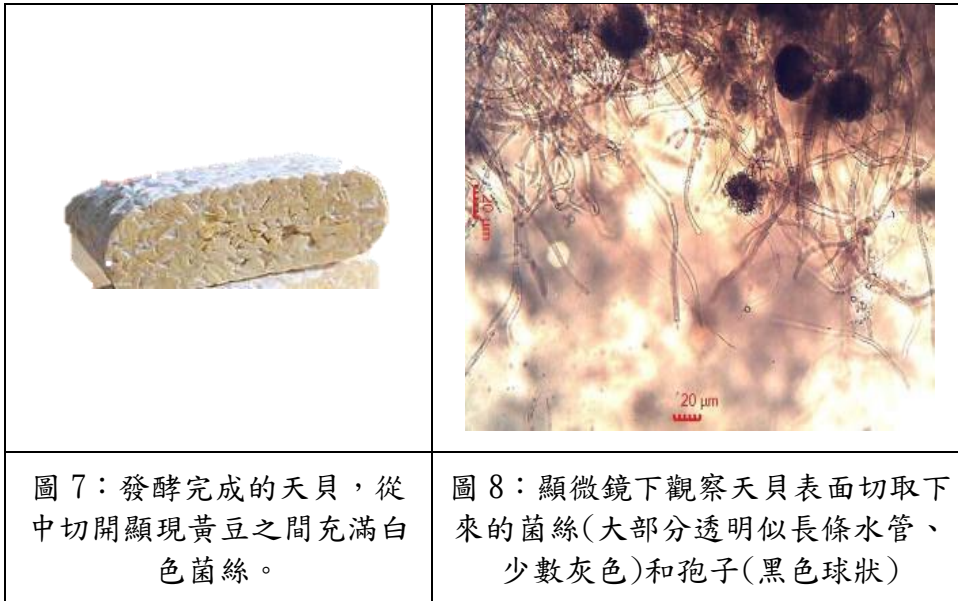 20 μm
20 μm
圖 7：發酵完成的天貝，從
中切開顯現黃豆之間充滿白
色菌絲。
圖 8：顯微鏡下觀察天貝表面切取下
來的菌絲(大部分透明似長條水管、
少數灰色)和孢子(黑色球狀)